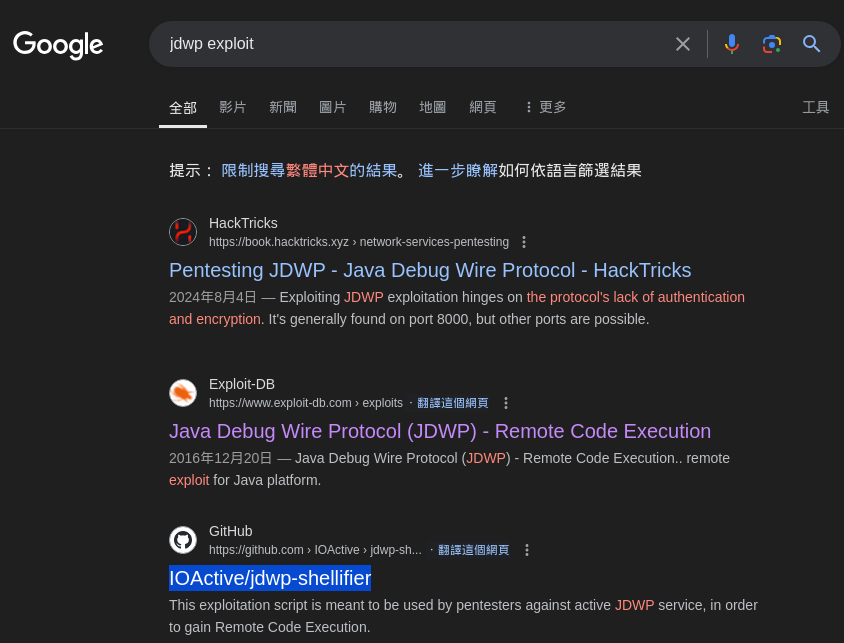 Google
jdwp exploit
全部 影片 新聞 圖片 購物 地圖 網頁 更多 工具
提示： 限制搜尋繁體中文的結果。 進一步瞭解如何依語言篩選結果
HackTricks
https://book.hacktricks.xyz › network-services-pentesting
Pentesting JDWP - Java Debug Wire Protocol - HackTricks
2024年8月4日 — Exploiting JDWP exploitation hinges on the protocol's lack of authentication
and encryption. It's generally found on port 8000, but other ports are possible.
Exploit-DB
https://www.exploit-db.com › exploits · 翻譯這個網頁
Java Debug Wire Protocol (JDWP) - Remote Code Execution
2016年12月20日 — Java Debug Wire Protocol (JDWP) - Remote Code Execution.. remote
exploit for Java platform.
GitHub
https://github.com › IOActive › jdwp-sh... · 翻譯這個網頁
IOActive/jdwp-shellifier
This exploitation script is meant to be used by pentesters against active JDWP service, in order
to gain Remote Code Execution.